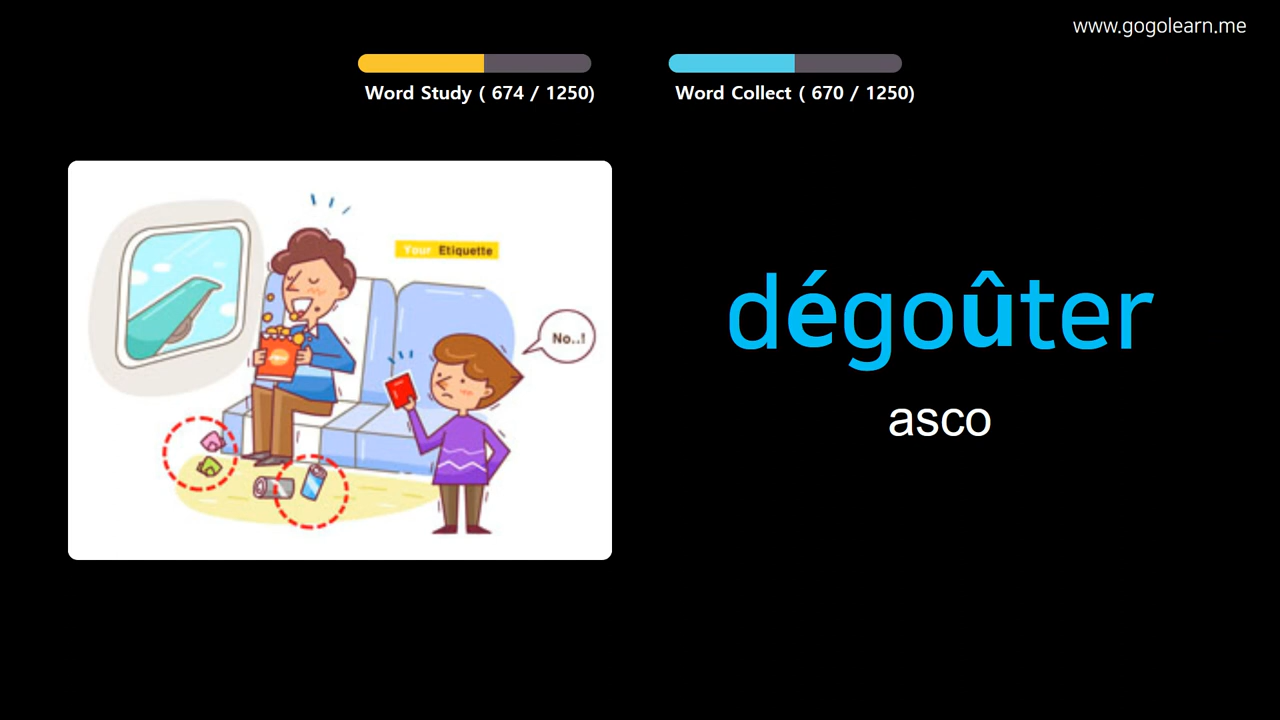 www.gogolearn.me
Word Study ( 674 / 1250)
Word Collect ( 670 / 1250)
Your Etiquette
No..!
dégoûter
asco